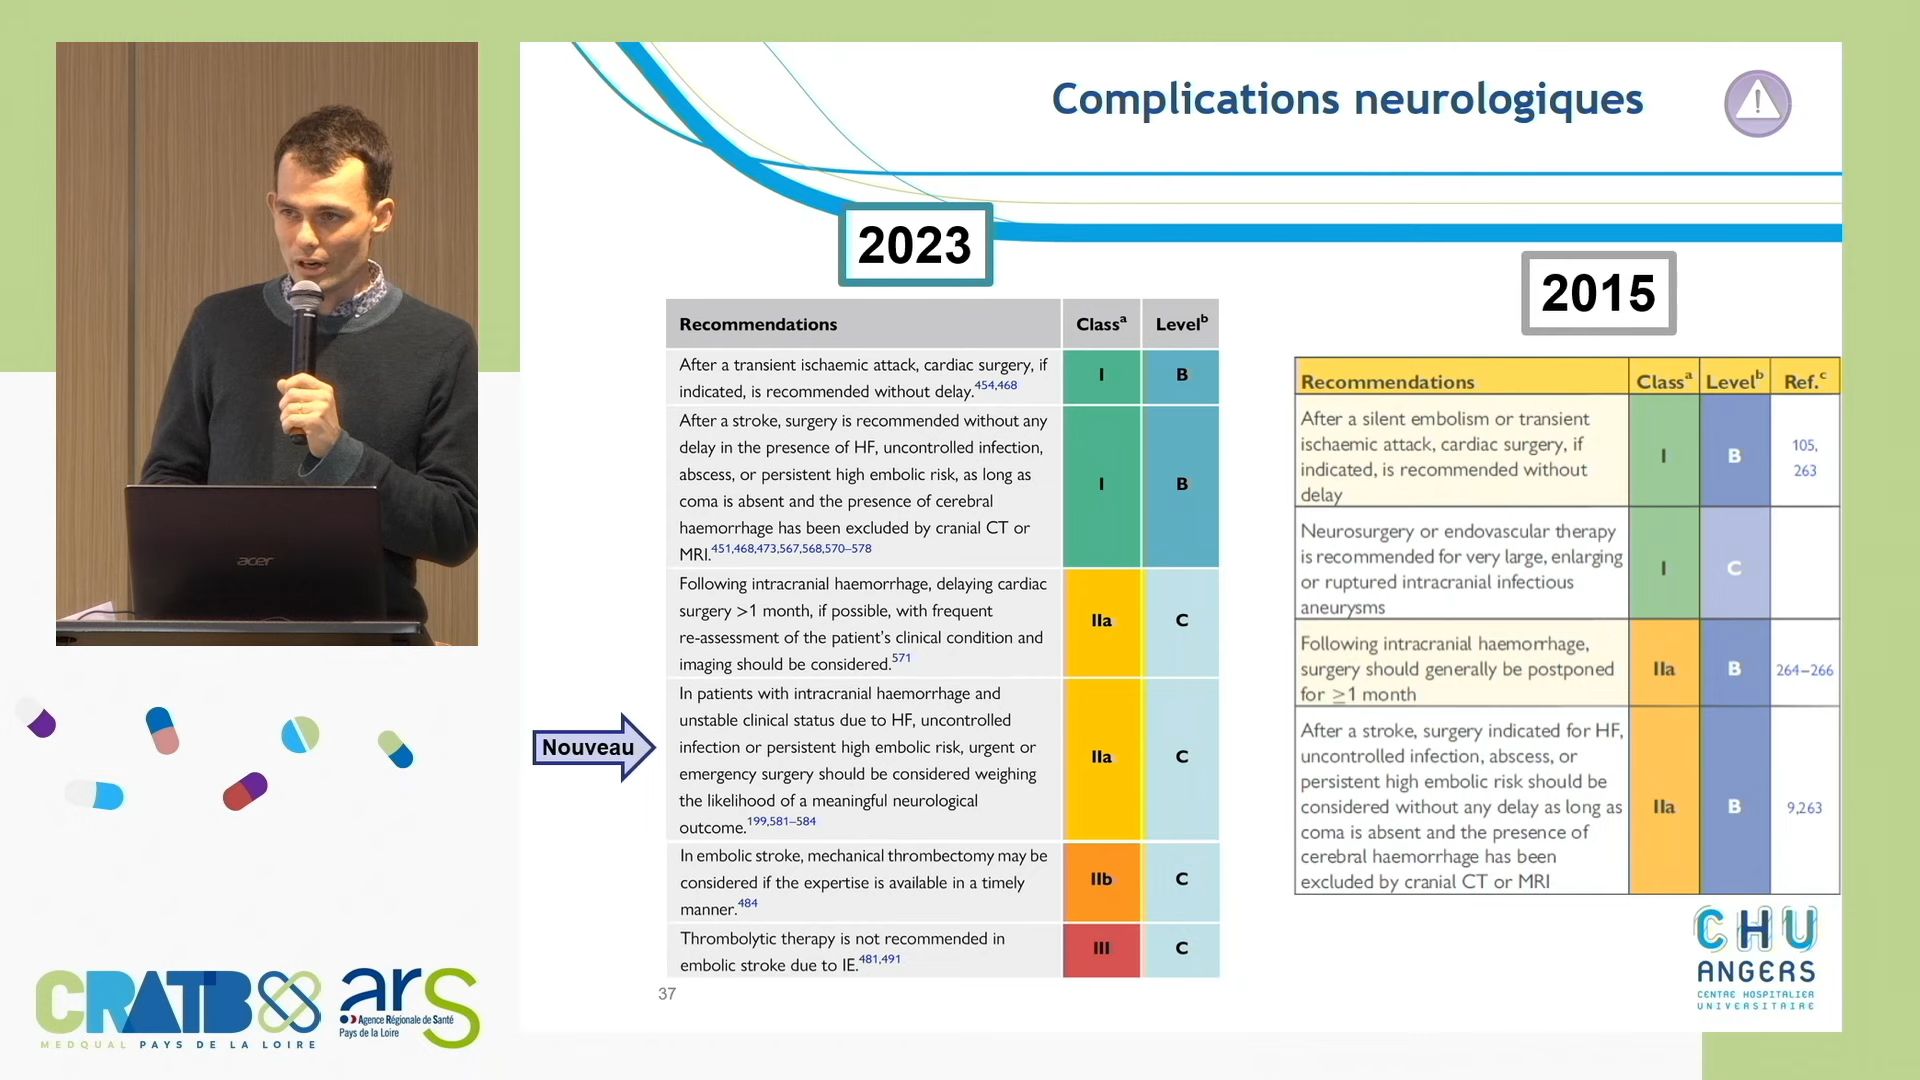 Complications neurologiques
2023
2015
Recommendations Classᵃ Levelᵇ
After a transient ischaemic attack, cardiac surgery, if
indicated, is recommended without delay.454,468
I B
After a stroke, surgery is recommended without any
delay in the presence of HF, uncontrolled infection,
abscess, or persistent high embolic risk, as long as
coma is absent and the presence of cerebral
haemorrhage has been excluded by cranial CT or
MRI.451,468,473,567,568,570–578
I B
Following intracranial haemorrhage, delaying cardiac
surgery >1 month, if possible, with frequent
re-assessment of the patient's clinical condition and
imaging should be considered.571
IIa C
Nouveau
In patients with intracranial haemorrhage and
unstable clinical status due to HF, uncontrolled
infection or persistent high embolic risk, urgent or
emergency surgery should be considered weighing
the likelihood of a meaningful neurological
outcome.199,581–584
IIa C
In embolic stroke, mechanical thrombectomy may be
considered if the expertise is available in a timely
manner.484
IIb C
Thrombolytic therapy is not recommended in
embolic stroke due to IE.481,491
III C
37
Recommendations Classᵃ Levelᵇ Ref.ᶜ
After a silent embolism or transient
ischaemic attack, cardiac surgery, if
indicated, is recommended without
delay
I B 105,
263
Neurosurgery or endovascular therapy
is recommended for very large, enlarging
or ruptured intracranial infectious
aneurysms
I C
Following intracranial haemorrhage,
surgery should generally be postponed
for ≥1 month
IIa B 264–266
After a stroke, surgery indicated for HF,
uncontrolled infection, abscess, or
persistent high embolic risk should be
considered without any delay as long as
coma is absent and the presence of
cerebral haemorrhage has been
excluded by cranial CT or MRI
IIa B 9,263
CHU
ANGERS
CENTRE HOSPITALIER
UNIVERSITAIRE
acer
CRATB
MEDQUAL PAYS DE LA LOIRE
ars
Agence Régionale de Santé
Pays de la Loire